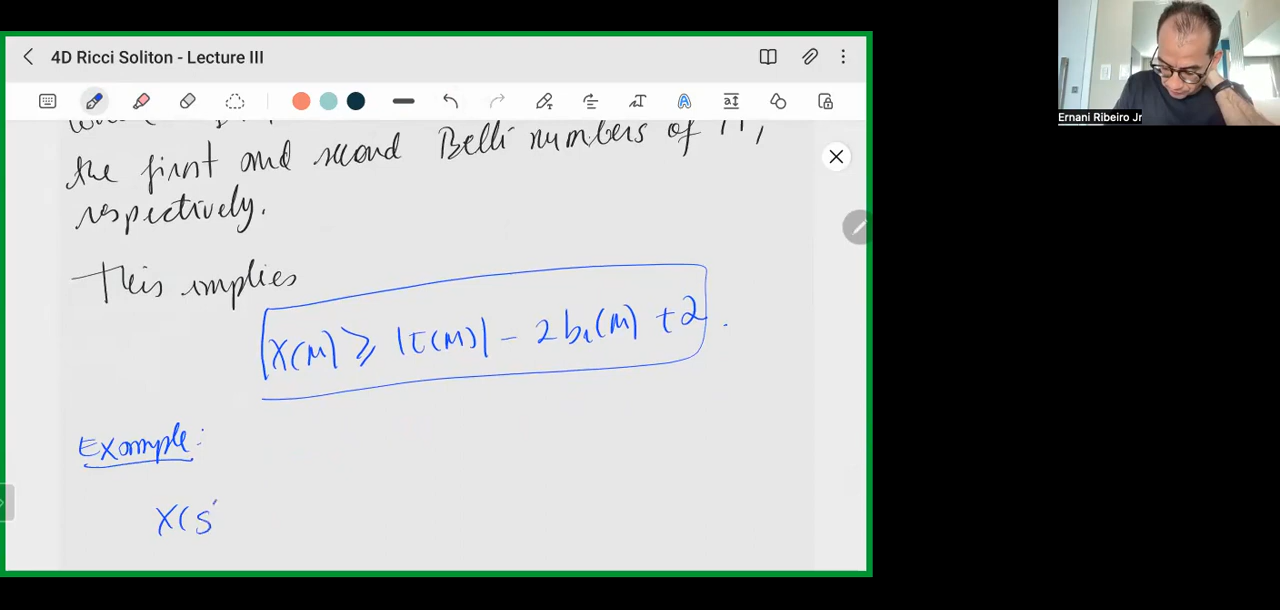 4D Ricci Soliton - Lecture III
the first and second Betti numbers of M,
respectively.
This implies
χ(M) ≥ |τ(M)| - 2b₁(M) + 2.
Example:
χ(S
Ernani Ribeiro Jr